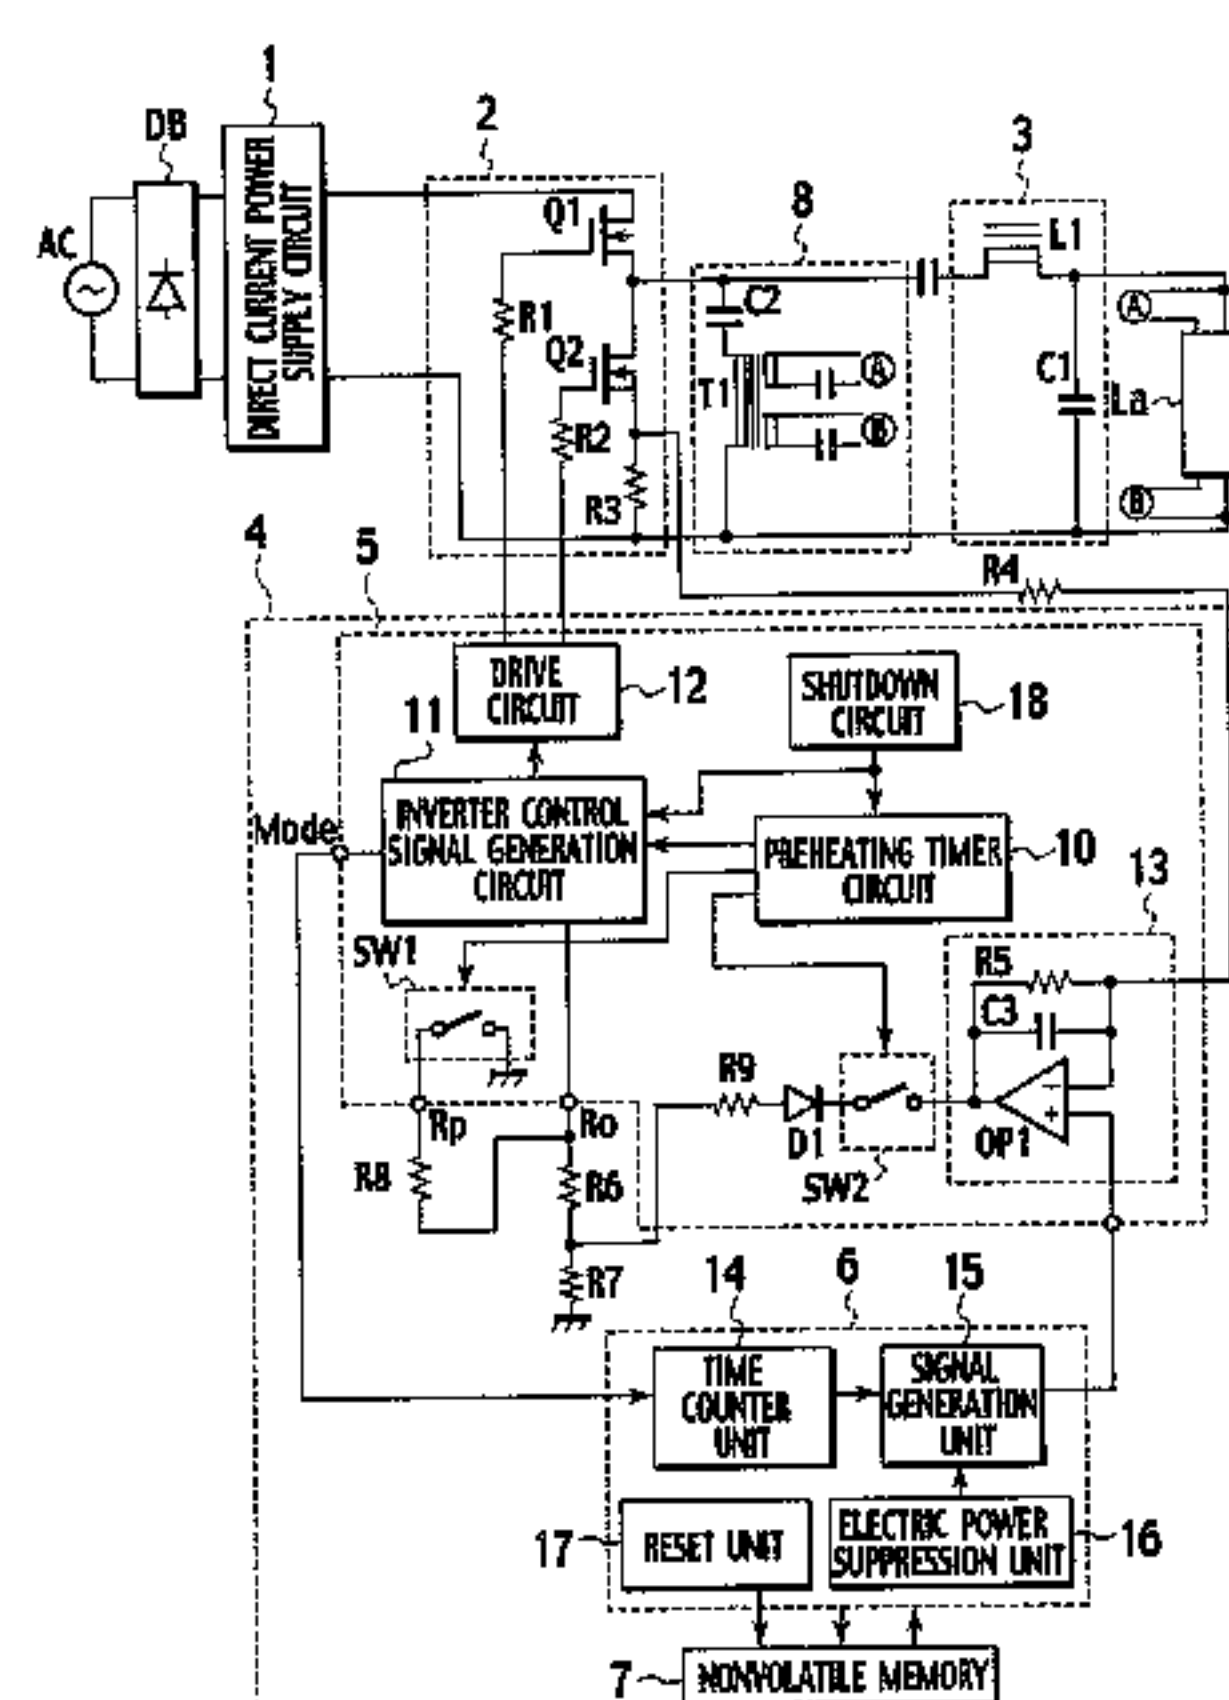 1
DB
2
3
AC
DIRECT CURRENT POWER
SUPPLY CIRCUIT
Q1
8
L1
R1
C2
A
Q2
T1
A
C1
La
R2
B
R3
B
4
5
R4
DRIVE
CIRCUIT
12
SHUTDOWN
CIRCUIT
18
11
Mode
INVERTER CONTROL
SIGNAL GENERATION
CIRCUIT
PREHEATING TIMER
CIRCUIT
10
13
SW1
R5
C3
R9
Rp
Ro
D1
OP1
R8
R6
SW2
R7
14
6
15
TIME
COUNTER
UNIT
SIGNAL
GENERATION
UNIT
17
RESET UNIT
ELECTRIC POWER
SUPPRESSION UNIT
16
7
NONVOLATILE MEMORY